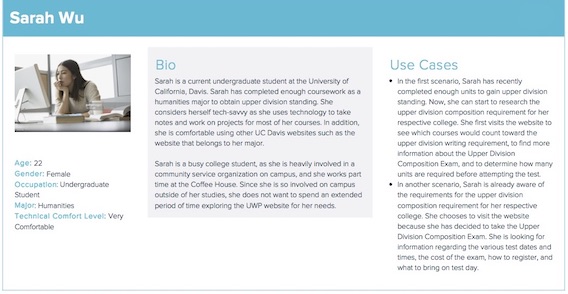 Sarah Wu
Age: 22
Gender: Female
Occupation: Undergraduate
Student
Major: Humanities
Technical Comfort Level: Very
Comfortable
Bio
Sarah is a current undergraduate student at the University of
California, Davis. Sarah has completed enough coursework as a
humanities major to obtain upper division standing. She
considers herself tech-savvy as she uses technology to take
notes and work on projects for most of her classes. In addition,
she is comfortable using other UC Davis websites such as the
website that belongs to her major.
Sarah is a busy college student, as she is heavily involved in a
community service organization on campus, and she works part
time at the Coffee House. Since she is so involved on campus
outside of her studies, she does not want to spend an extended
period of time exploring the UWP website for her needs.
Use Cases
• In the first scenario, Sarah has recently
completed enough units to gain upper division
standing. Now, she can start to research the
upper division composition requirement for her
respective college. She first visits the website to
see which courses would count toward the
upper division writing requirement, to find more
information about the Upper Division
Composition Exam, and to determine how many
units are required before attempting the test.
• In another scenario, Sarah is already aware of
the requirements for the upper division
composition requirement for her respective
college. She chooses to visit the website
because she has decided to take the Upper
Division Composition Exam. She is looking for
information regarding the various test dates and
times, the cost of the exam, how to register, and
what to bring on test day.